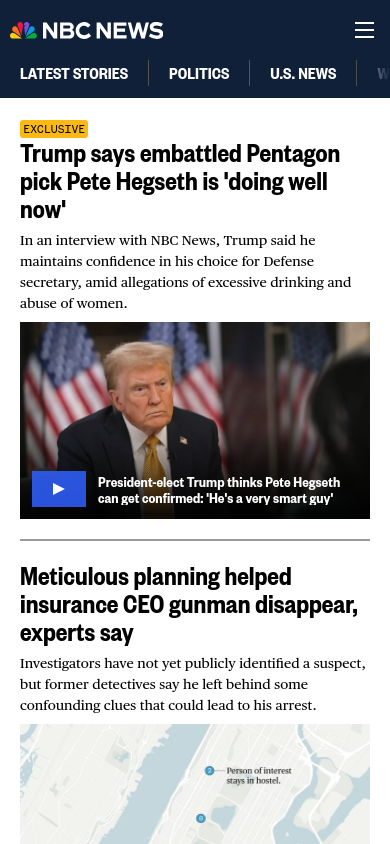 NBC NEWS
LATEST STORIES
POLITICS
U.S. NEWS
EXCLUSIVE
Trump says embattled Pentagon
pick Pete Hegseth is 'doing well
now'
In an interview with NBC News, Trump said he
maintains confidence in his choice for Defense
secretary, amid allegations of excessive drinking and
abuse of women.
President-elect Trump thinks Pete Hegseth
can get confirmed: 'He's a very smart guy'
Meticulous planning helped
insurance CEO gunman disappear,
experts say
Investigators have not yet publicly identified a suspect,
but former detectives say he left behind some
confounding clues that could lead to his arrest.
Person of interest
stays in hostel.